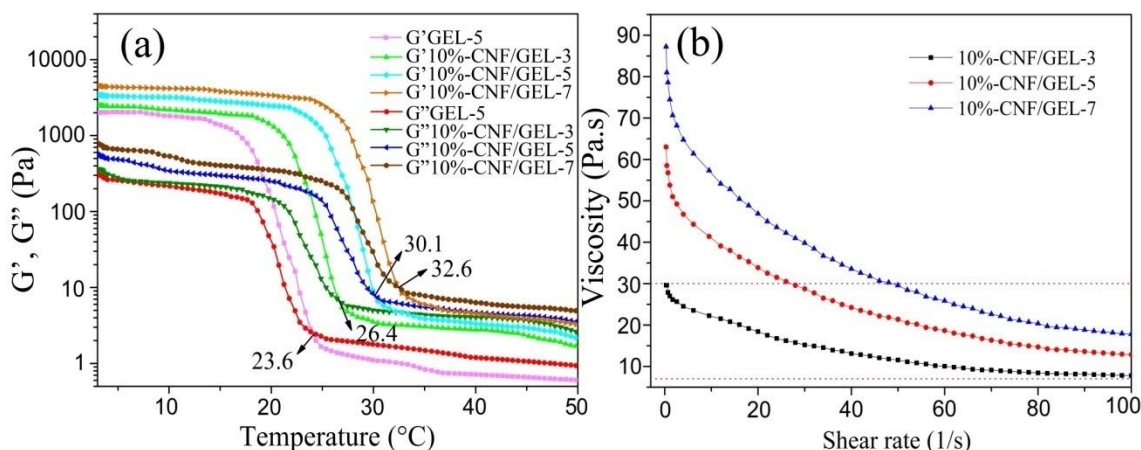 (a)
G'GEL-5
G'10%-CNF/GEL-3
G'10%-CNF/GEL-5
G'10%-CNF/GEL-7
G"GEL-5
G"10%-CNF/GEL-3
G"10%-CNF/GEL-5
G"10%-CNF/GEL-7
10000
1000
100
10
1
G', G" (Pa)
30.1
32.6
26.4
23.6
10
20
30
40
50
Temperature (°C)
(b)
10%-CNF/GEL-3
10%-CNF/GEL-5
10%-CNF/GEL-7
90
80
70
60
50
40
30
20
10
Viscosity (Pa.s)
0
20
40
60
80
100
Shear rate (1/s)